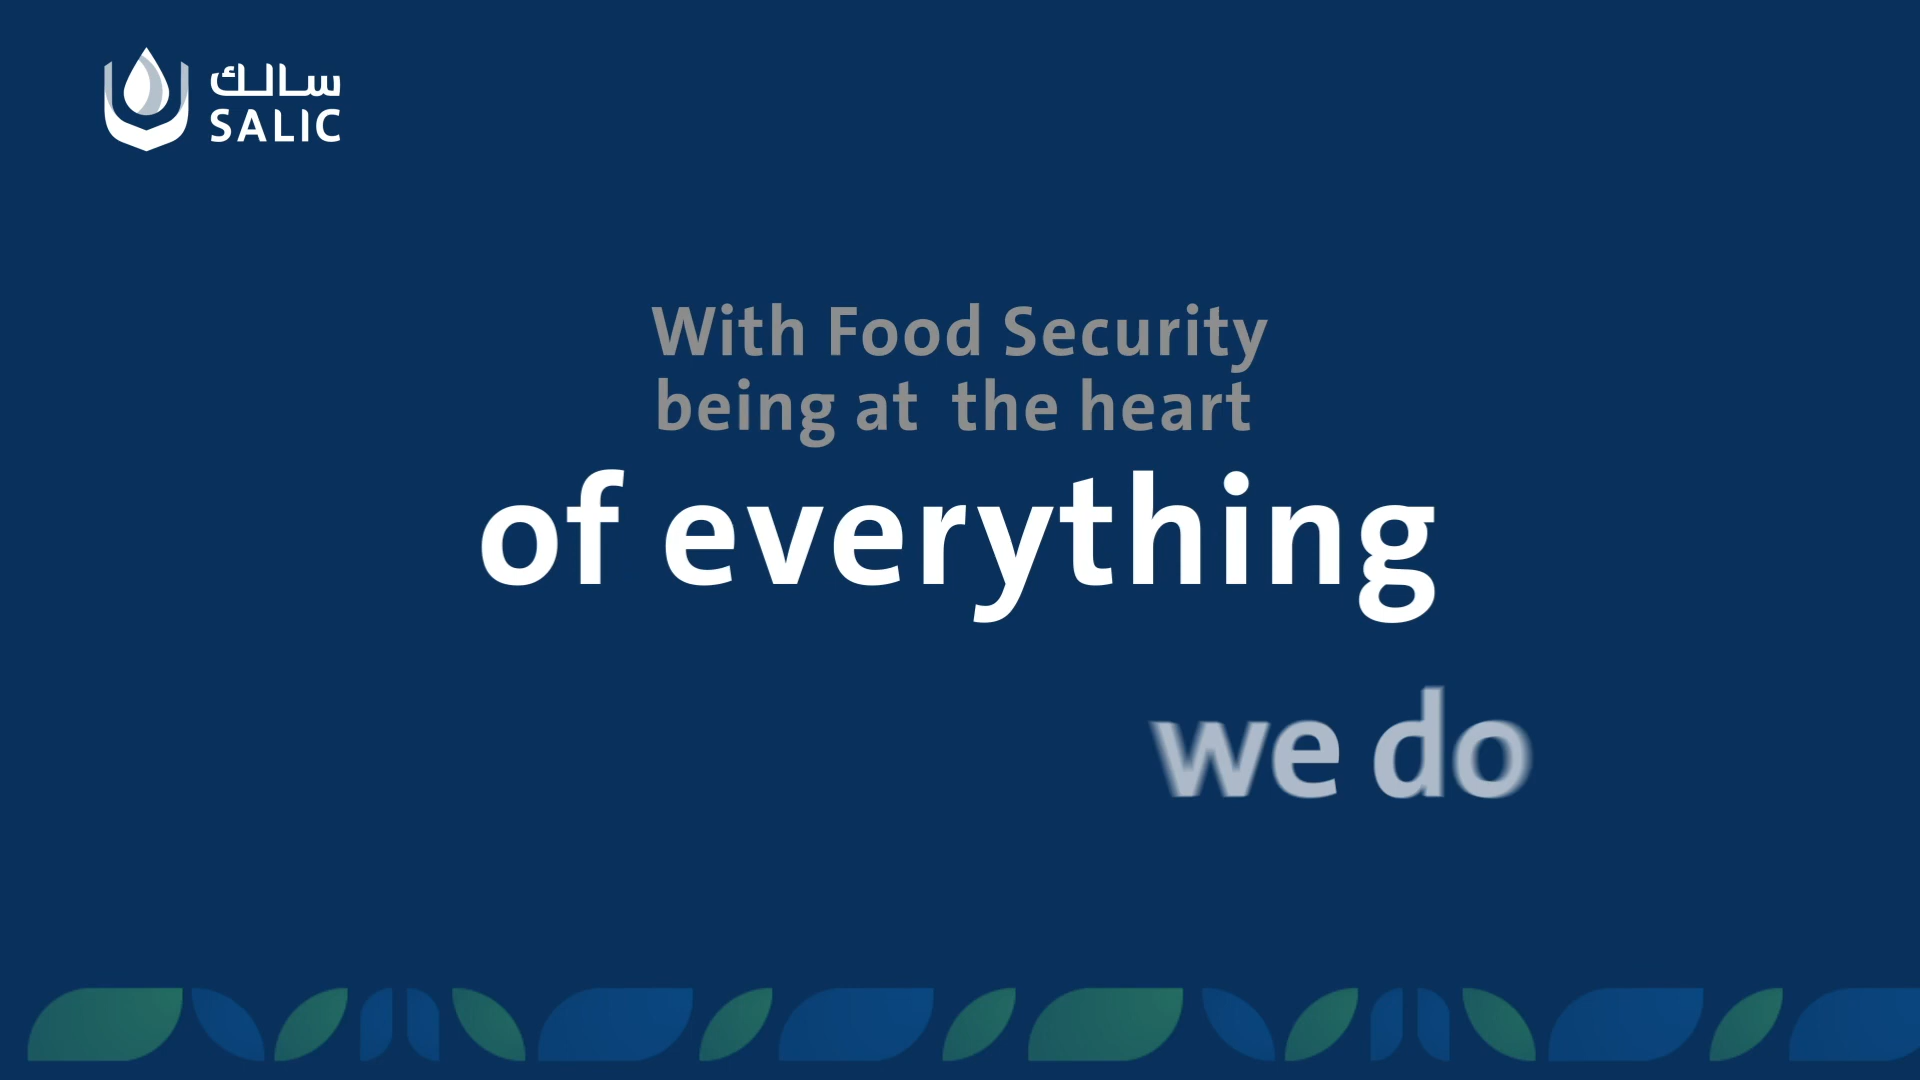 سالك
SALIC
With Food Security
being at the heart
of everything
we do